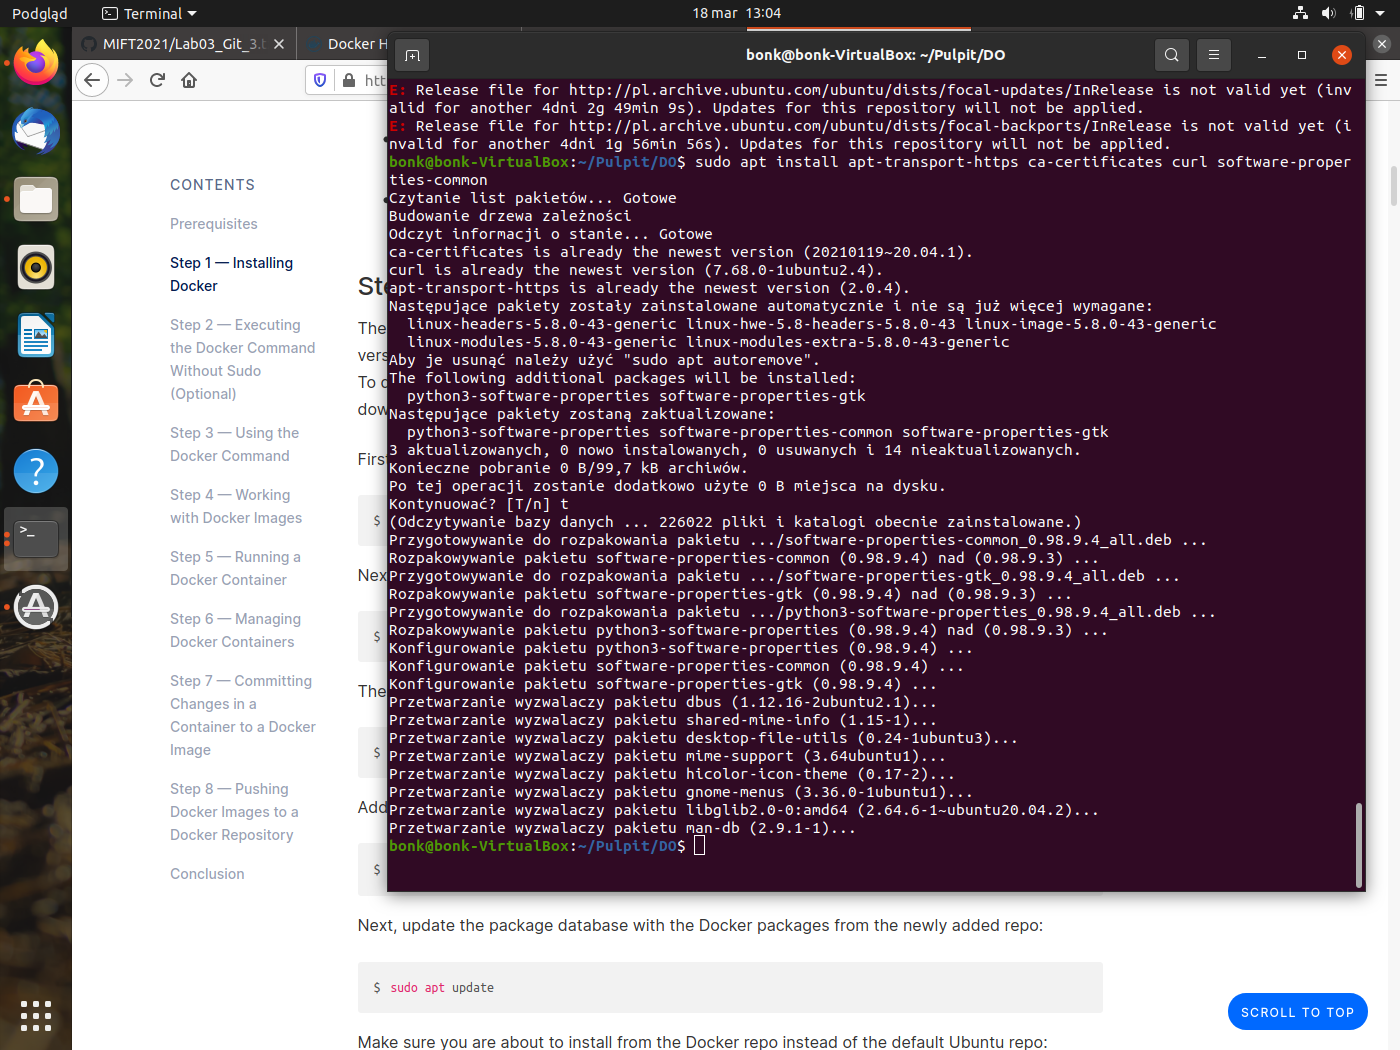 Podgląd
Terminal
18 mar 13:04
MIFT2021/Lab03_Git_3.t
Docker H
htt
bonk@bonk-VirtualBox: ~/Pulpit/DO
E: Release file for http://pl.archive.ubuntu.com/ubuntu/dists/focal-updates/InRelease is not valid yet (inv
alid for another 4dni 2g 49min 9s). Updates for this repository will not be applied.
E: Release file for http://pl.archive.ubuntu.com/ubuntu/dists/focal-backports/InRelease is not valid yet (i
nvalid for another 4dni 1g 56min 56s). Updates for this repository will not be applied.
bonk@bonk-VirtualBox:~/Pulpit/DO$ sudo apt install apt-transport-https ca-certificates curl software-proper
ties-common
Czytanie list pakietów... Gotowe
Budowanie drzewa zależności
Odczyt informacji o stanie... Gotowe
ca-certificates is already the newest version (20210119~20.04.1).
curl is already the newest version (7.68.0-1ubuntu2.4).
apt-transport-https is already the newest version (2.0.4).
Następujące pakiety zostały zainstalowane automatycznie i nie są już więcej wymagane:
linux-headers-5.8.0-43-generic linux-hwe-5.8-headers-5.8.0-43 linux-image-5.8.0-43-generic
linux-modules-5.8.0-43-generic linux-modules-extra-5.8.0-43-generic
Aby je usunąć należy użyć "sudo apt autoremove".
The following additional packages will be installed:
python3-software-properties software-properties-gtk
Następujące pakiety zostaną zaktualizowane:
python3-software-properties software-properties-common software-properties-gtk
3 aktualizowanych, 0 nowo instalowanych, 0 usuwanych i 14 nieaktualizowanych.
Konieczne pobranie 0 B/99,7 kB archiwów.
Po tej operacji zostanie dodatkowo użyte 0 B miejsca na dysku.
Kontynuować? [T/n] t
(Odczytywanie bazy danych ... 226022 pliki i katalogi obecnie zainstalowane.)
Przygotowywanie do rozpakowania pakietu .../software-properties-common_0.98.9.4_all.deb ...
Rozpakowywanie pakietu software-properties-common (0.98.9.4) nad (0.98.9.3) ...
Przygotowywanie do rozpakowania pakietu .../software-properties-gtk_0.98.9.4_all.deb ...
Rozpakowywanie pakietu software-properties-gtk (0.98.9.4) nad (0.98.9.3) ...
Przygotowywanie do rozpakowania pakietu .../python3-software-properties_0.98.9.4_all.deb ...
Rozpakowywanie pakietu python3-software-properties (0.98.9.4) nad (0.98.9.3) ...
Konfigurowanie pakietu python3-software-properties (0.98.9.4) ...
Konfigurowanie pakietu software-properties-common (0.98.9.4) ...
Konfigurowanie pakietu software-properties-gtk (0.98.9.4) ...
Przetwarzanie wyzwalaczy pakietu dbus (1.12.16-2ubuntu2.1)...
Przetwarzanie wyzwalaczy pakietu shared-mime-info (1.15-1)...
Przetwarzanie wyzwalaczy pakietu desktop-file-utils (0.24-1ubuntu3)...
Przetwarzanie wyzwalaczy pakietu mime-support (3.64ubuntu1)...
Przetwarzanie wyzwalaczy pakietu hicolor-icon-theme (0.17-2)...
Przetwarzanie wyzwalaczy pakietu gnome-menus (3.36.0-1ubuntu1)...
Przetwarzanie wyzwalaczy pakietu libglib2.0-0:amd64 (2.64.6-1~ubuntu20.04.2)...
Przetwarzanie wyzwalaczy pakietu man-db (2.9.1-1)...
bonk@bonk-VirtualBox:~/Pulpit/DO$
CONTENTS
Prerequisites
Step 1 — Installing
Docker
Step 2 — Executing
the Docker Command
Without Sudo
(Optional)
Step 3 — Using the
Docker Command
Step 4 — Working
with Docker Images
Step 5 — Running a
Docker Container
Step 6 — Managing
Docker Containers
Step 7 — Committing
Changes in a
Container to a Docker
Image
Step 8 — Pushing
Docker Images to a
Docker Repository
Conclusion
Ste
The
vers
To d
dow
First
$
Nex
$
The
$
Add
$
Next, update the package database with the Docker packages from the newly added repo:
$ sudo apt update
Make sure you are about to install from the Docker repo instead of the default Ubuntu repo:
SCROLL TO TOP